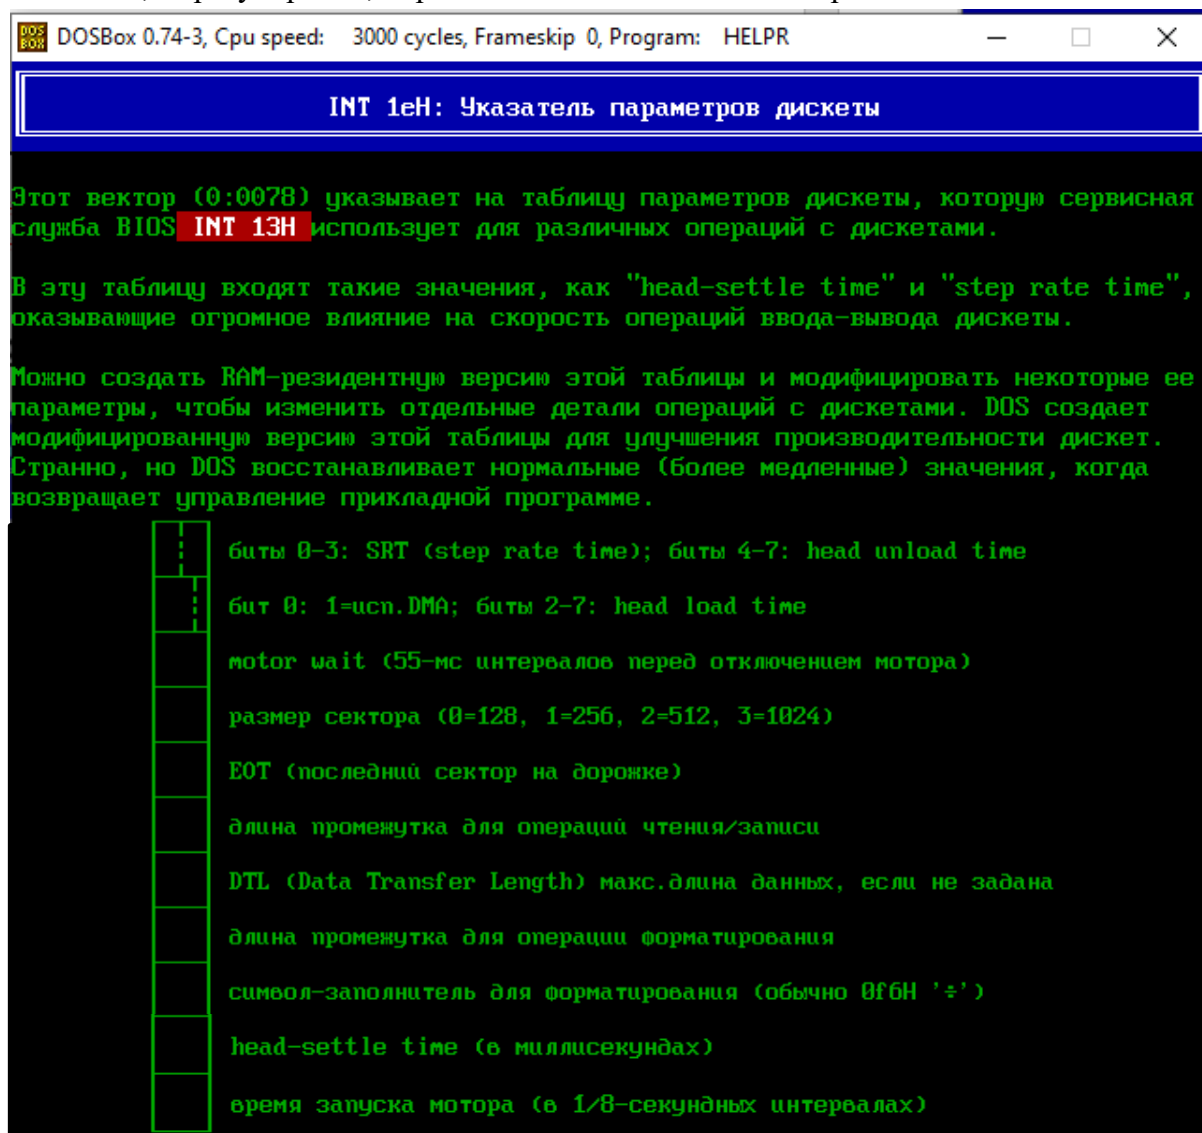 DOSBox 0.74-3, Cpu speed: 3000 cycles, Frameskip 0, Program: HELPR
INT 1eH: Указатель параметров дискеты
Этот вектор (0:0078) указывает на таблицу параметров дискеты, которую сервисная
служба BIOS INT 13H использует для различных операций с дискетами.
В эту таблицу входят такие значения, как "head-settle time" и "step rate time",
оказывающие огромное влияние на скорость операций ввода-вывода дискеты.
Можно создать RAM-резидентную версию этой таблицы и модифицировать некоторые ее
параметры, чтобы изменить отдельные детали операций с дискетами. DOS создает
модифицированную версию этой таблицы для улучшения производительности дискет.
Странно, но DOS восстанавливает нормальные (более медленные) значения, когда
возвращает управление прикладной программе.
биты 0-3: SRT (step rate time); биты 4-7: head unload time
бит 0: 1=исп.DMA; биты 2-7: head load time
motor wait (55-мс интервалов перед отключением мотора)
размер сектора (0=128, 1=256, 2=512, 3=1024)
EOT (последний сектор на дорожке)
длина промежутка для операций чтения/записи
DTL (Data Transfer Length) макс.длина данных, если не задана
длина промежутка для операции форматирования
символ-заполнитель для форматирования (обычно 0f6H '÷')
head-settle time (в миллисекундах)
время запуска мотора (в 1/8-секундных интервалах)